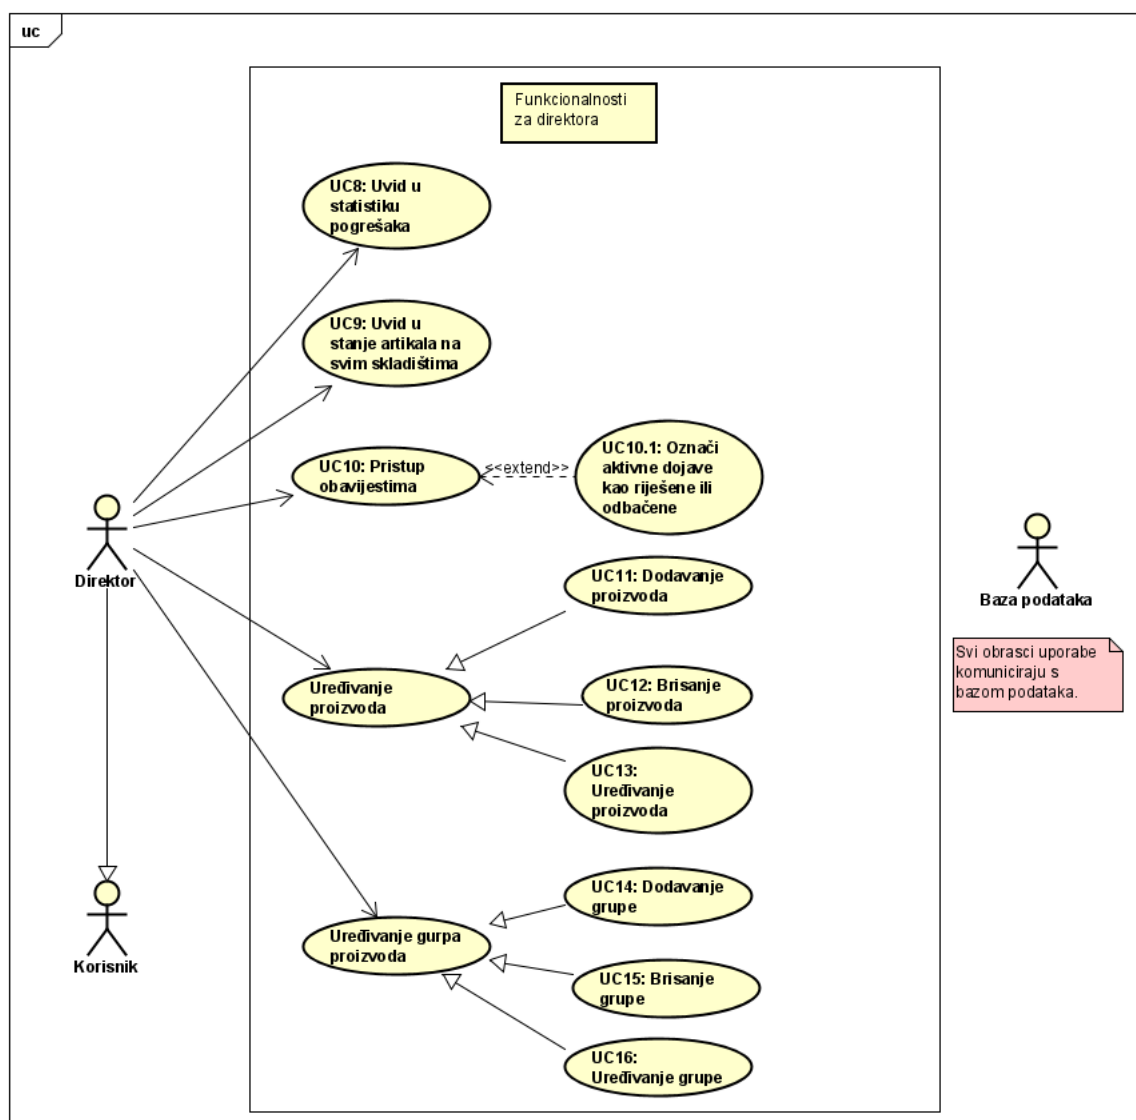 uc
Funkcionalnosti
za direktora
UC8: Uvid u
statistiku
pogrešaka
UC9: Uvid u
stanje artikala na
svim skladištima
UC10: Pristup
obavijestima
<<extend>>
UC10.1: Označi
aktivne dojave
kao riješene ili
odbačene
Direktor
UC11: Dodavanje
proizvoda
Baza podataka
Svi obrasci uporabe
komuniciraju s
bazom podataka.
Uređivanje
proizvoda
UC12: Brisanje
proizvoda
UC13:
Uređivanje
proizvoda
UC14: Dodavanje
grupe
Uređivanje gurpa
proizvoda
Korisnik
UC15: Brisanje
grupe
UC16:
Uređivanje grupe